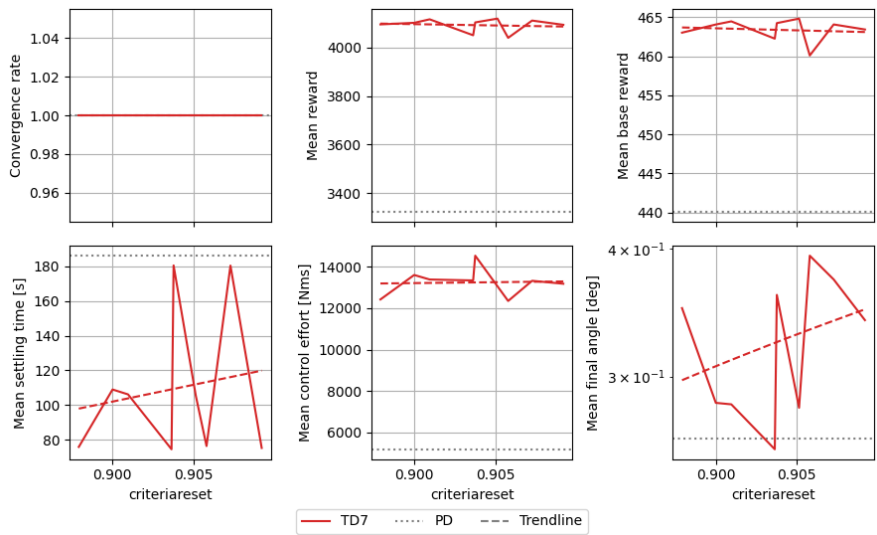 Convergence rate
1.04
1.02
1.00
0.98
0.96
Mean reward
4000
3800
3600
3400
Mean base reward
465
460
455
450
445
440
Mean settling time [s]
180
160
140
120
100
80
0.900 0.905
criteriareset
Mean control effort [Nms]
14000
12000
10000
8000
6000
0.900 0.905
criteriareset
Mean final angle [deg]
4 × 10⁻¹
3 × 10⁻¹
0.900 0.905
criteriareset
TD7 PD Trendline